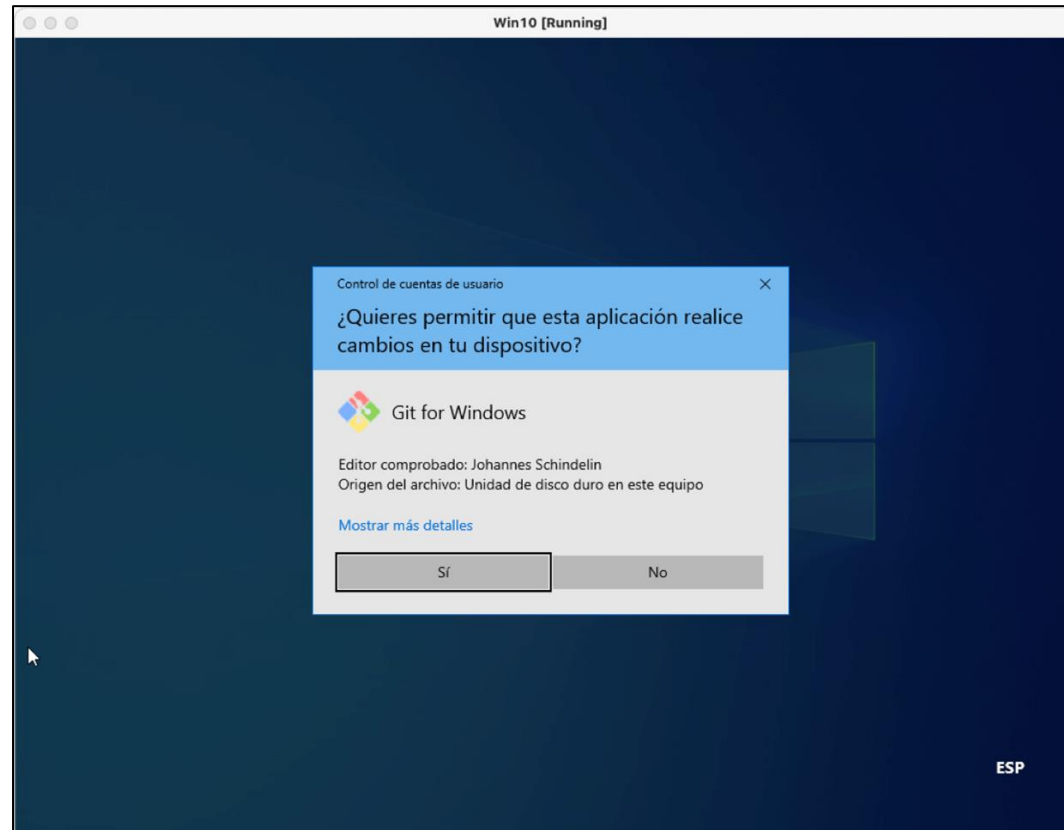 Win10 [Running]
Control de cuentas de usuario
¿Quieres permitir que esta aplicación realice
cambios en tu dispositivo?
Git for Windows
Editor comprobado: Johannes Schindelin
Origen del archivo: Unidad de disco duro en este equipo
Mostrar más detalles
Sí
No
ESP